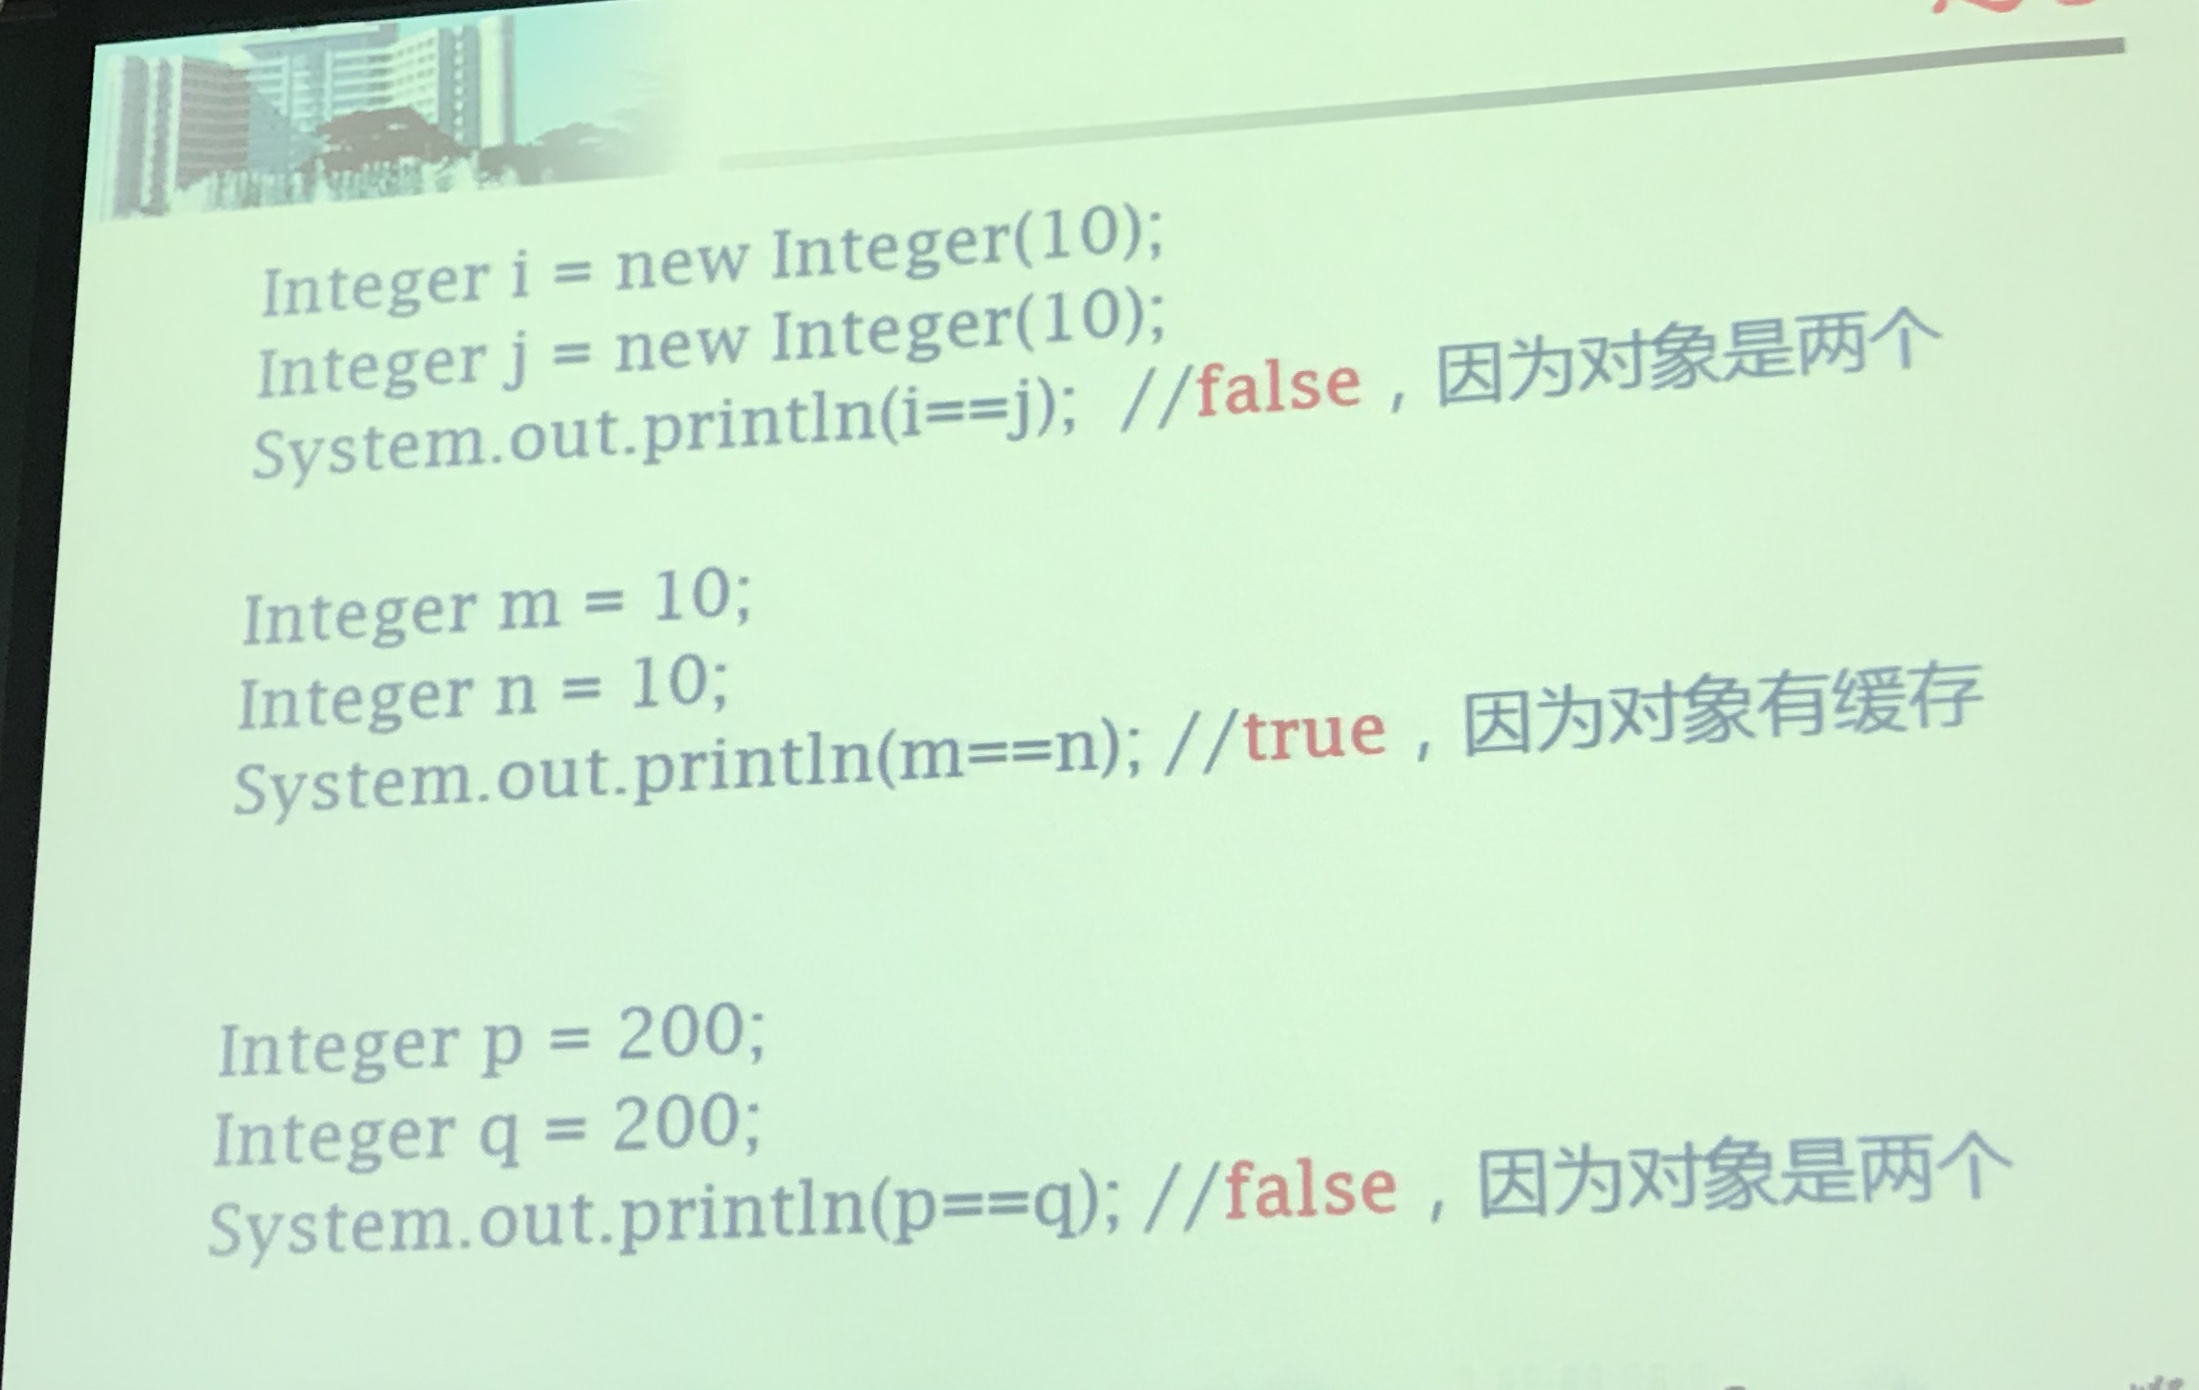 Integer i = new Integer(10);
Integer j = new Integer(10);
System.out.println(i==j); //false，因为对象是两个
Integer m = 10;
Integer n = 10;
System.out.println(m==n); //true，因为对象有缓存
Integer p = 200;
Integer q = 200;
System.out.println(p==q); //false，因为对象是两个